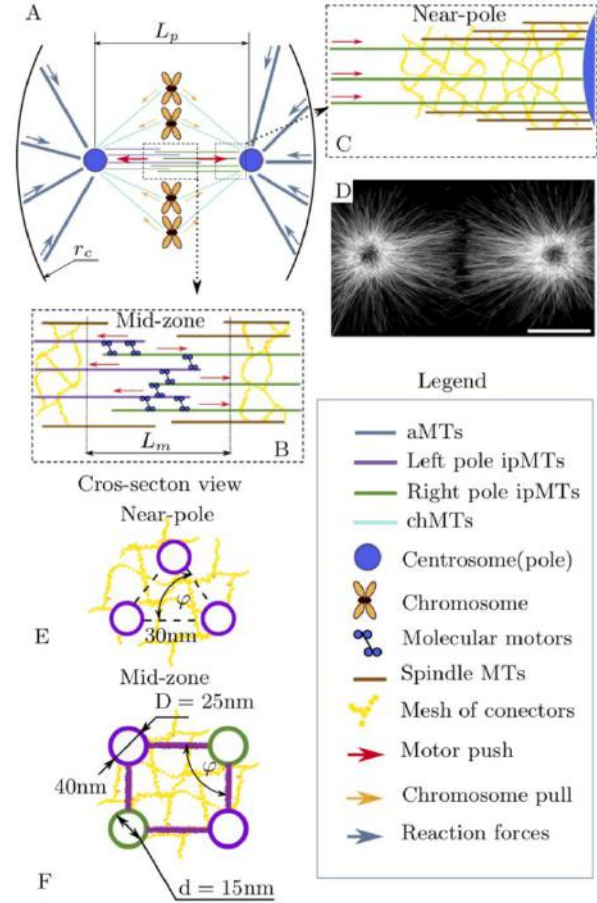 A
L_p
r_c
Near-pole
C
D
Mid-zone
L_m
B
Cros-secton view
Near-pole
φ
30nm
E
Mid-zone
D = 25nm
φ
40nm
d = 15nm
F
Legend
aMTs
Left pole ipMTs
Right pole ipMTs
chMTs
Centrosome(pole)
Chromosome
Molecular motors
Spindle MTs
Mesh of conectors
Motor push
Chromosome pull
Reaction forces